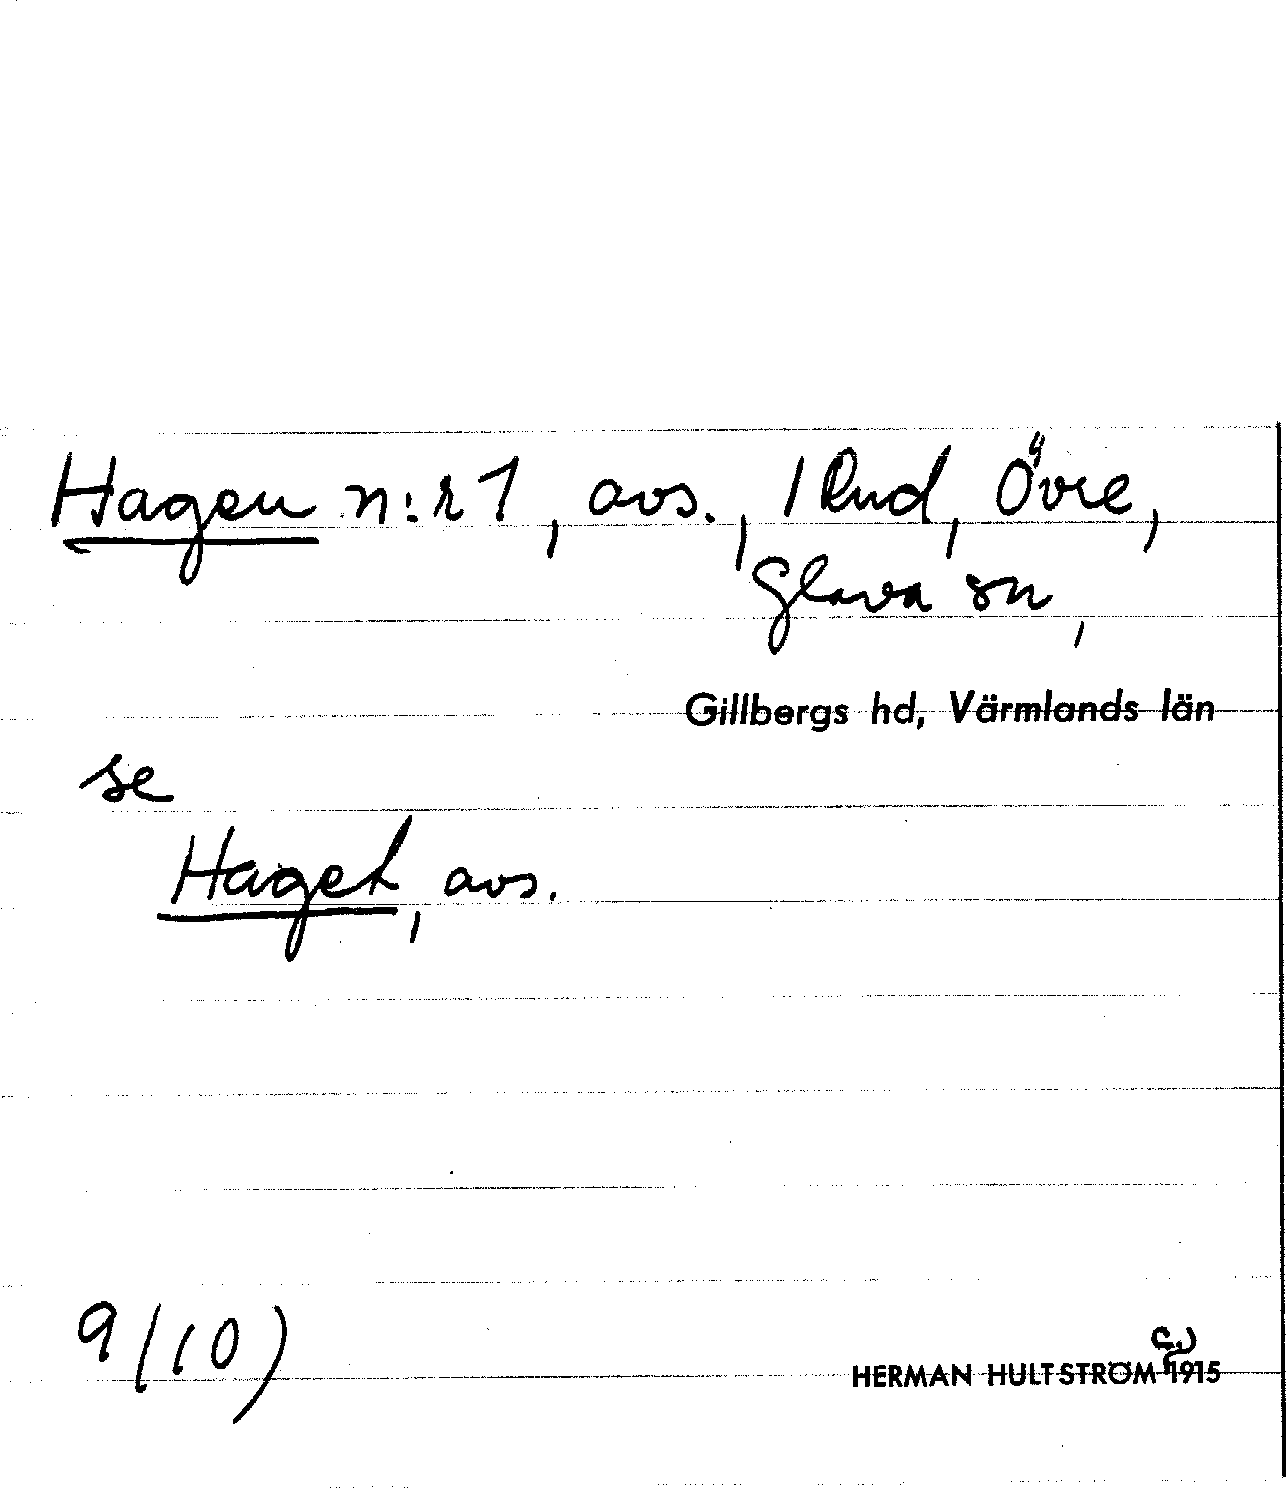 Hagen n:r 1, avs., 1 Rud, Övre,
Glava sn,
Gillbergs hd, Värmlands län
se
Haget, avs.
9/(10)
c.)
HERMAN HULTSTRÖM 1915